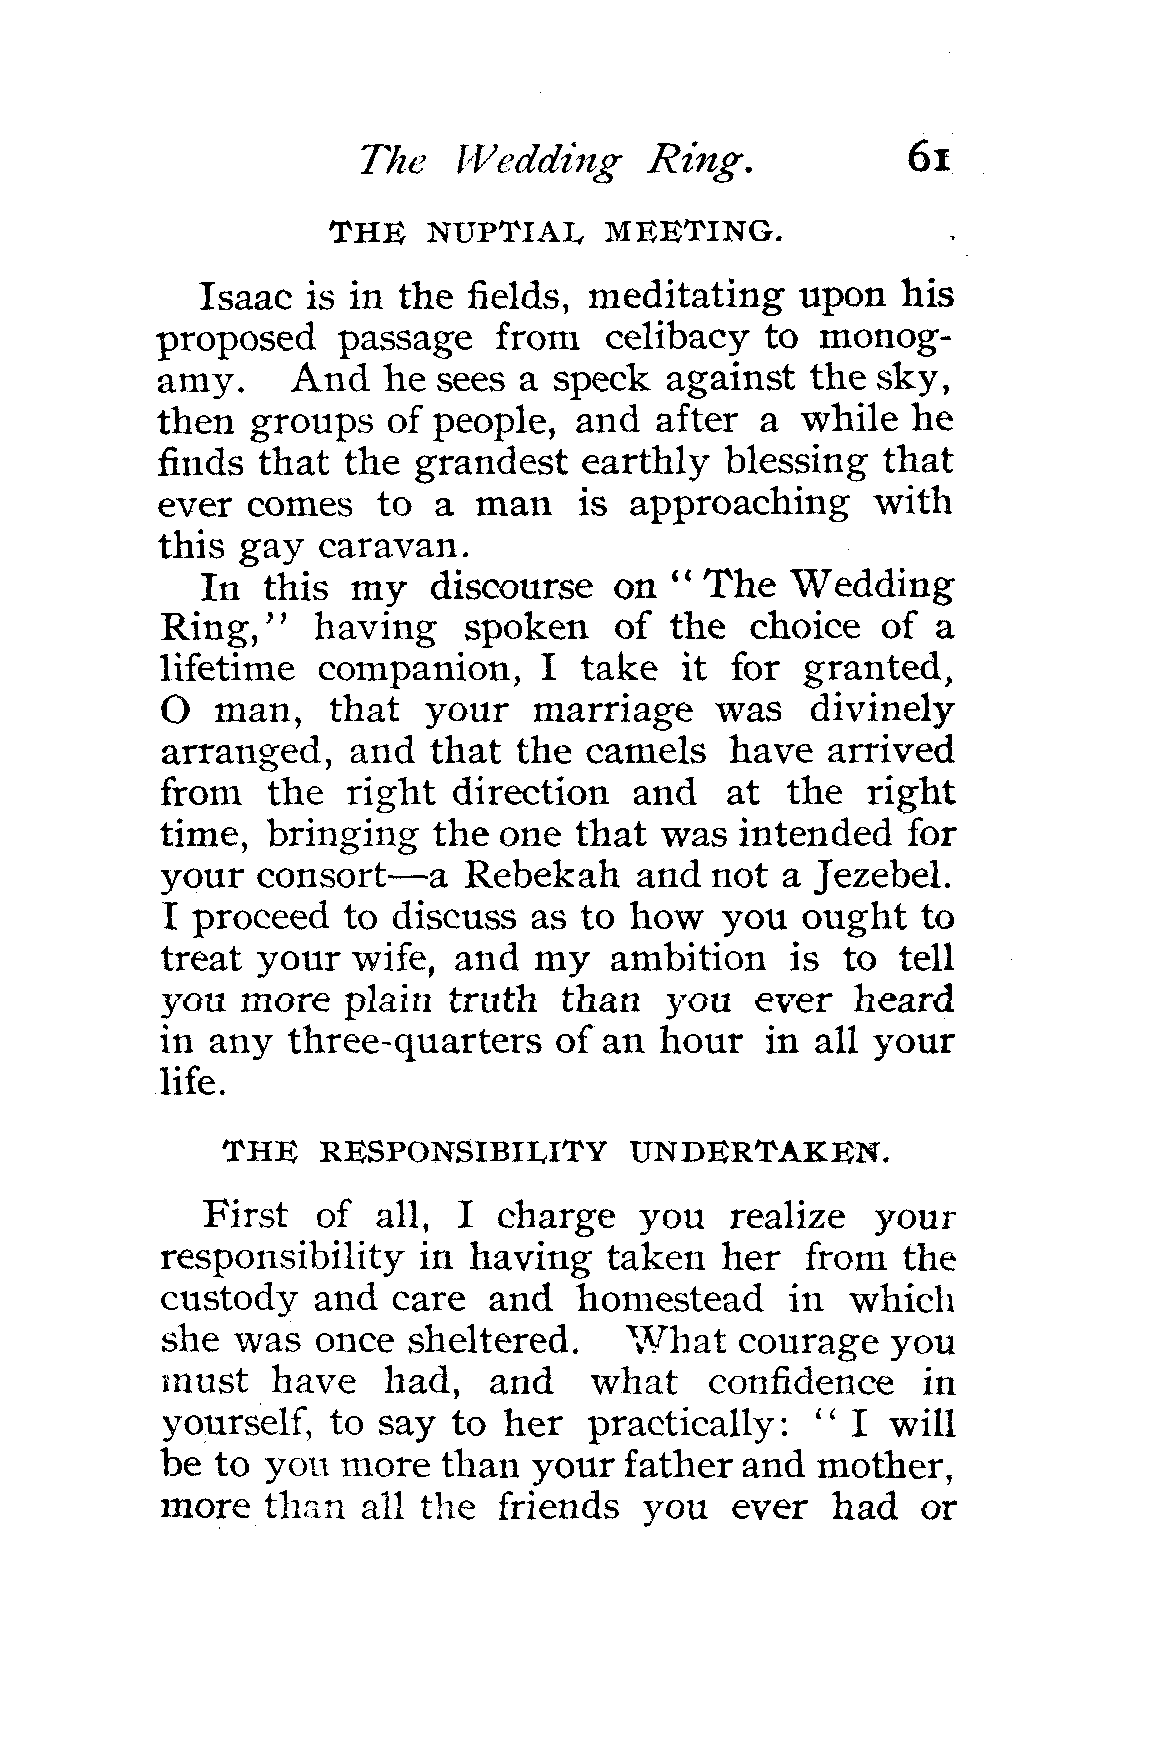 The Wedding Ring. 61
THE NUPTIAL MEETING.
Isaac is in the fields, meditating upon his
proposed passage from celibacy to monog-
amy. And he sees a speck against the sky,
then groups of people, and after a while he
finds that the grandest earthly blessing that
ever comes to a man is approaching with
this gay caravan.
In this my discourse on " The Wedding
Ring," having spoken of the choice of a
lifetime companion, I take it for granted,
O man, that your marriage was divinely
arranged, and that the camels have arrived
from the right direction and at the right
time, bringing the one that was intended for
your consort—a Rebekah and not a Jezebel.
I proceed to discuss as to how you ought to
treat your wife, and my ambition is to tell
you more plain truth than you ever heard
in any three-quarters of an hour in all your
life.
THE RESPONSIBILITY UNDERTAKEN.
First of all, I charge you realize your
responsibility in having taken her from the
custody and care and homestead in which
she was once sheltered. What courage you
must have had, and what confidence in
yourself, to say to her practically: " I will
be to you more than your father and mother,
more than all the friends you ever had or